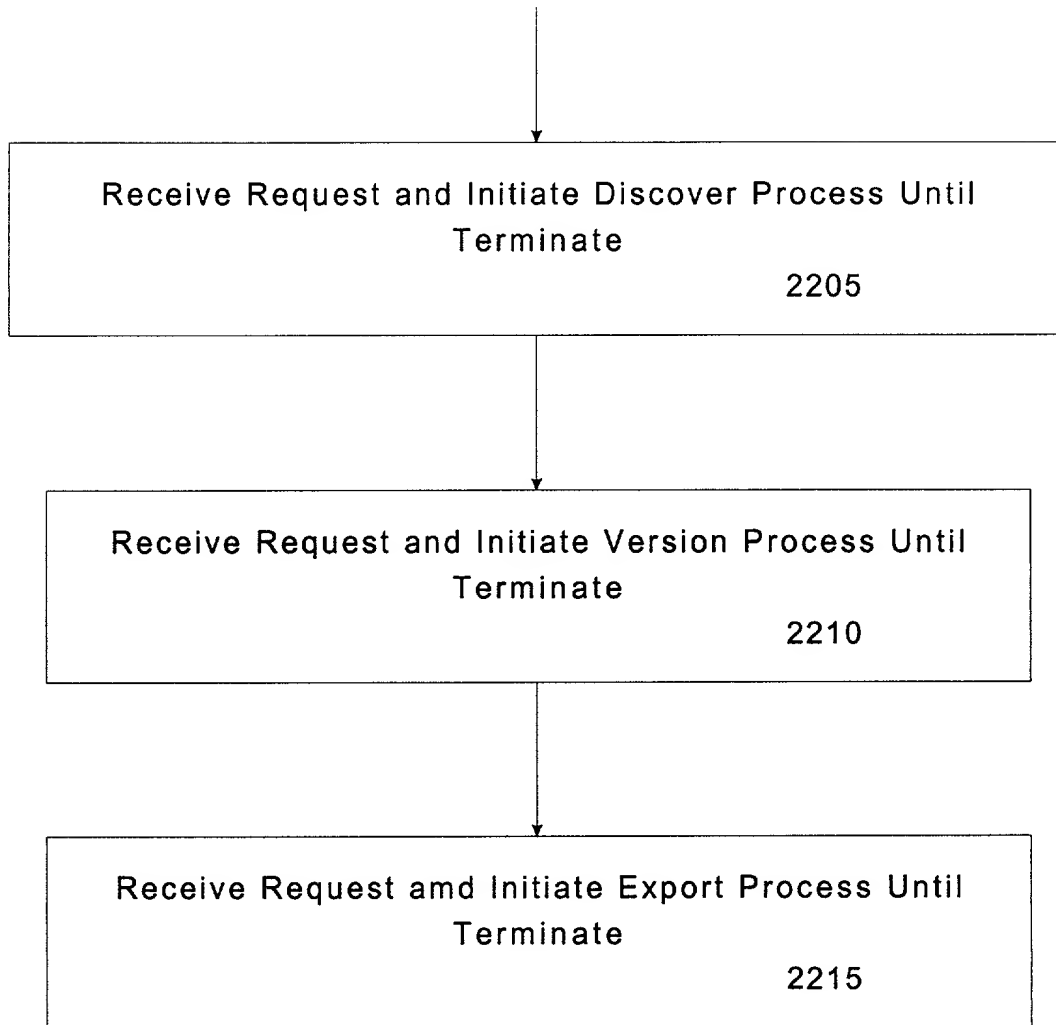 Receive Request and Initiate Discover Process Until
Terminate
2205
Receive Request and Initiate Version Process Until
Terminate
2210
Receive Request amd Initiate Export Process Until
Terminate
2215